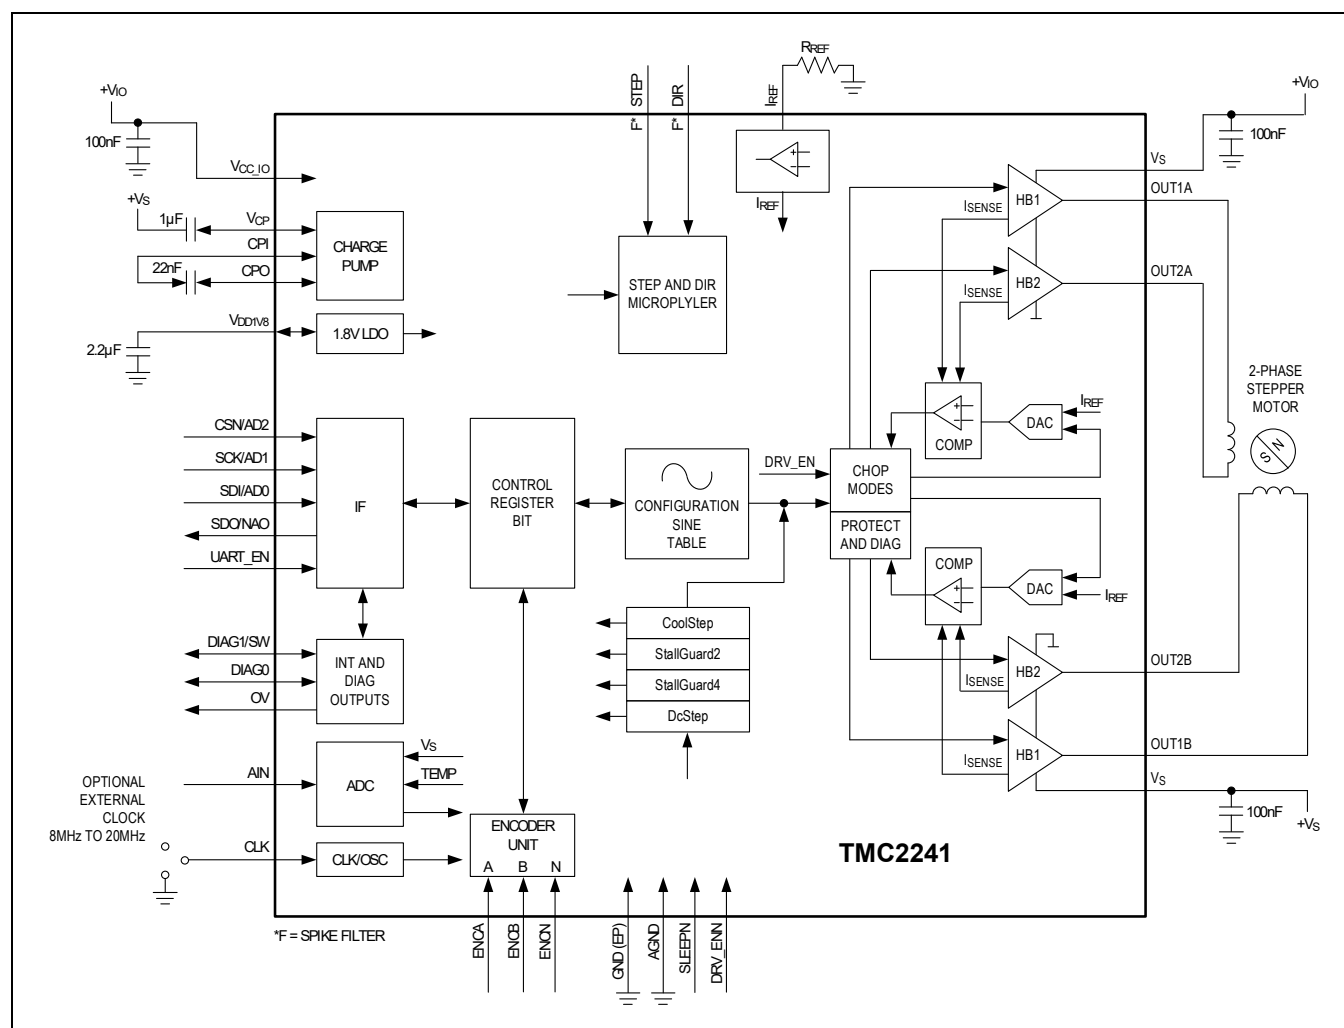 RREF
+VIO
100nF
VCC_IO
+VS
1µF
VCP
CPI
22nF
CPO
CHARGE
PUMP
VDD1V8
2.2µF
1.8V LDO
F* STEP
F* DIR
IREF
IREF
STEP AND DIR
MICROPLYLER
+VIO
100nF
VS
OUT1A
HB1
ISENSE
OUT2A
HB2
ISENSE
2-PHASE
STEPPER
MOTOR
S N
COMP
DAC
IREF
CSN/AD2
SCK/AD1
SDI/AD0
SDO/NAO
UART_EN
IF
CONTROL
REGISTER
BIT
CONFIGURATION
SINE
TABLE
DRV_EN
CHOP
MODES
PROTECT
AND DIAG
COMP
DAC
IREF
DIAG1/SW
DIAG0
OV
INT AND
DIAG
OUTPUTS
CoolStep
StallGuard2
StallGuard4
DcStep
HB2
ISENSE
OUT2B
HB1
ISENSE
OUT1B
VS
100nF
+VS
AIN
ADC
VS
TEMP
OPTIONAL
EXTERNAL
CLOCK
8MHz TO 20MHz
CLK
CLK/OSC
ENCODER
UNIT
A B N
TMC2241
*F = SPIKE FILTER
ENCA
ENCB
ENCN
GND (EP)
AGND
SLEEPN
DRV_ENN